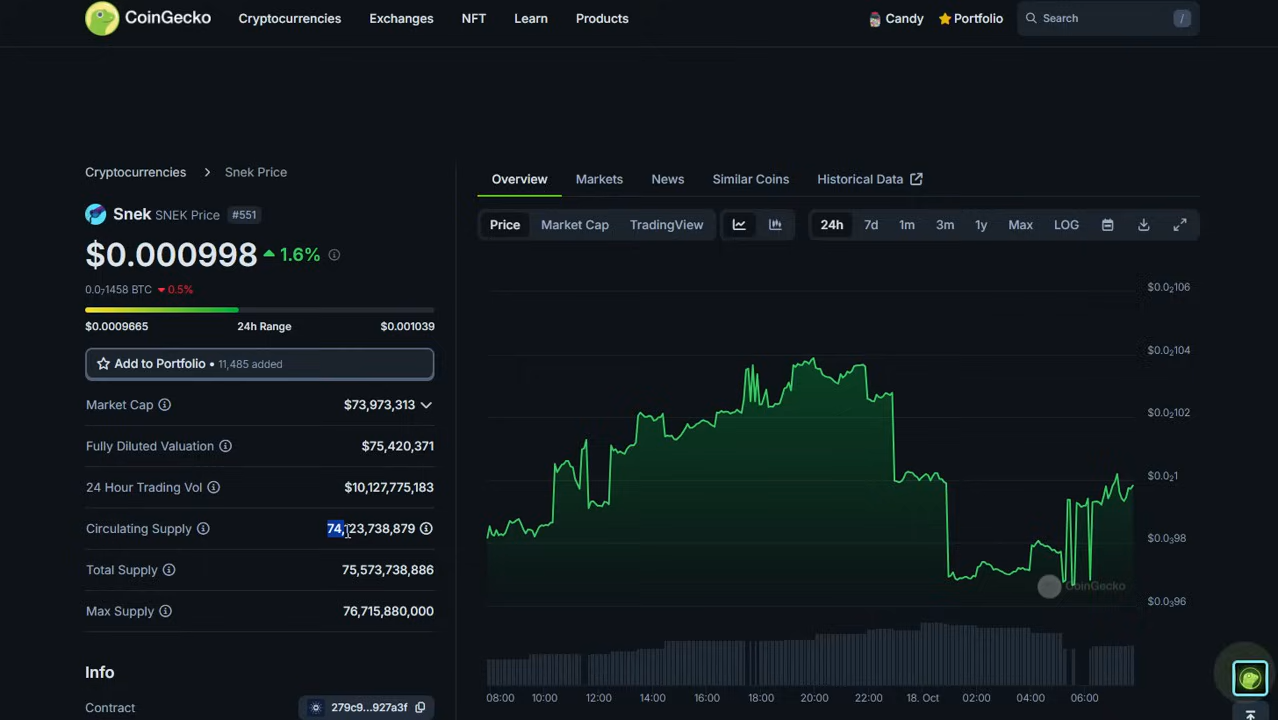 CoinGecko
Cryptocurrencies Exchanges NFT Learn Products
Candy Portfolio Search /
Cryptocurrencies > Snek Price
Snek SNEK Price #551
$0.000998 1.6%
0.0₇1458 BTC 0.5%
$0.0009665 24h Range $0.001039
Add to Portfolio • 11,485 added
Market Cap $73,973,313
Fully Diluted Valuation $75,420,371
24 Hour Trading Vol $10,127,775,183
Circulating Supply 74, 23,738,879
Total Supply 75,573,738,886
Max Supply 76,715,880,000
Info
Contract 279c9...927a3f
Overview Markets News Similar Coins Historical Data
Price Market Cap TradingView 24h 7d 1m 3m 1y Max LOG
$0.0₂106
$0.0₂104
$0.0₂102
$0.0₂1
$0.0₃98
$0.0₃96
CoinGecko
08:00 10:00 12:00 14:00 16:00 18:00 20:00 22:00 18. Oct 02:00 04:00 06:00